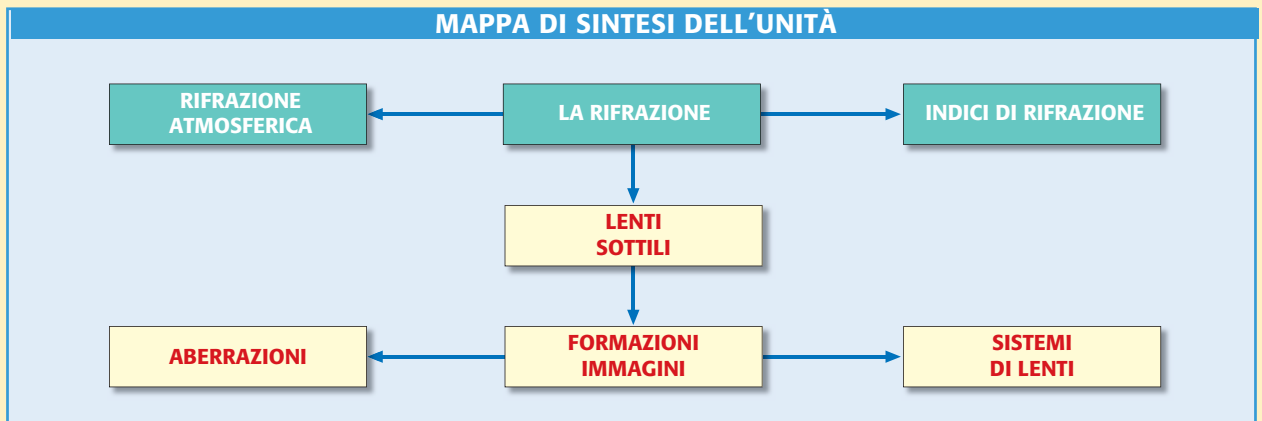 MAPPA DI SINTESI DELL'UNITÀ
RIFRAZIONE
ATMOSFERICA
LA RIFRAZIONE
INDICI DI RIFRAZIONE
LENTI
SOTTILI
ABERRAZIONI
FORMAZIONI
IMMAGINI
SISTEMI
DI LENTI